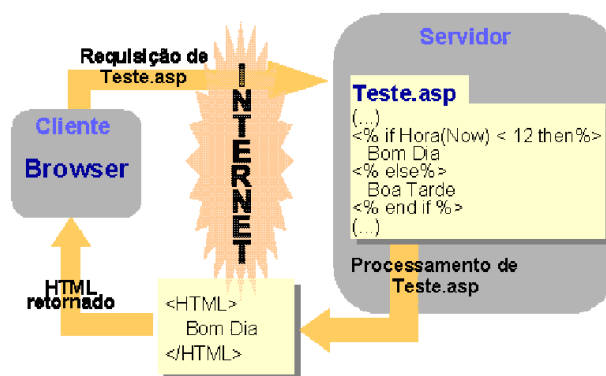 Requisição de
Teste.asp
INTERNET
Servidor
Cliente
Browser
Teste.asp
(...)
<% if Hora(Now) < 12 then%>
Bom Dia
<% else%>
Boa Tarde
<% end if %>
(...)
Processamento de
Teste.asp
HTML
retornado
<HTML>
Bom Dia
</HTML>